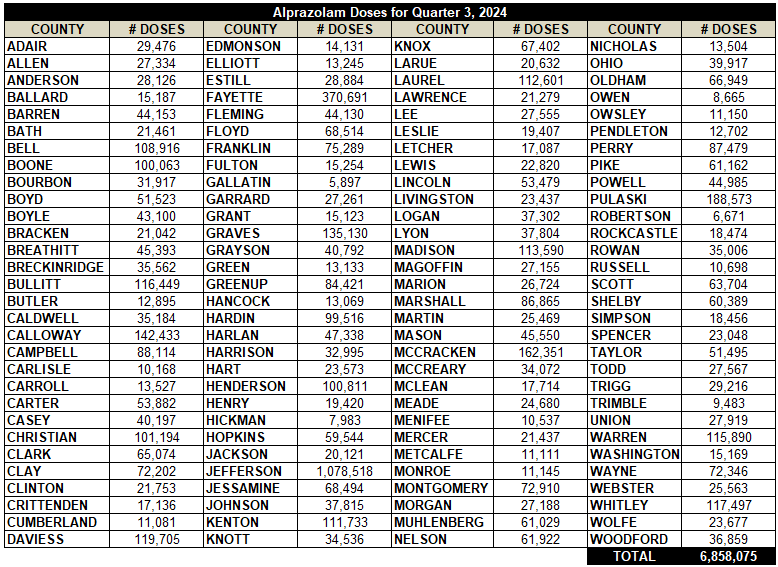 Alprazolam Doses for Quarter 3, 2024
COUNTY # DOSES COUNTY # DOSES COUNTY # DOSES COUNTY # DOSES
ADAIR 29,476 EDMONSON 14,131 KNOX 67,402 NICHOLAS 13,504
ALLEN 27,334 ELLIOTT 13,245 LARUE 20,632 OHIO 39,917
ANDERSON 28,126 ESTILL 28,884 LAUREL 112,601 OLDHAM 66,949
BALLARD 15,187 FAYETTE 370,691 LAWRENCE 21,279 OWEN 8,665
BARREN 44,153 FLEMING 44,130 LEE 27,555 OWSLEY 11,150
BATH 21,461 FLOYD 68,514 LESLIE 19,407 PENDLETON 12,702
BELL 108,916 FRANKLIN 75,289 LETCHER 17,087 PERRY 87,479
BOONE 100,063 FULTON 15,254 LEWIS 22,820 PIKE 61,162
BOURBON 31,917 GALLATIN 5,897 LINCOLN 53,479 POWELL 44,985
BOYD 51,523 GARRARD 27,261 LIVINGSTON 23,437 PULASKI 188,573
BOYLE 43,100 GRANT 15,123 LOGAN 37,302 ROBERTSON 6,671
BRACKEN 21,042 GRAVES 135,130 LYON 37,804 ROCKCASTLE 18,474
BREATHITT 45,393 GRAYSON 40,792 MADISON 113,590 ROWAN 35,006
BRECKINRIDGE 35,562 GREEN 13,133 MAGOFFIN 27,155 RUSSELL 10,698
BULLITT 116,449 GREENUP 84,421 MARION 26,724 SCOTT 63,704
BUTLER 12,895 HANCOCK 13,069 MARSHALL 86,865 SHELBY 60,389
CALDWELL 35,184 HARDIN 99,516 MARTIN 25,469 SIMPSON 18,456
CALLOWAY 142,433 HARLAN 47,338 MASON 45,550 SPENCER 23,048
CAMPBELL 88,114 HARRISON 32,995 MCCRACKEN 162,351 TAYLOR 51,495
CARLISLE 10,168 HART 23,573 MCCREARY 34,072 TODD 27,567
CARROLL 13,527 HENDERSON 100,811 MCLEAN 17,714 TRIGG 29,216
CARTER 53,882 HENRY 19,420 MEADE 24,680 TRIMBLE 9,483
CASEY 40,197 HICKMAN 7,983 MENIFEE 10,537 UNION 27,919
CHRISTIAN 101,194 HOPKINS 59,544 MERCER 21,437 WARREN 115,890
CLARK 65,074 JACKSON 20,121 METCALFE 11,111 WASHINGTON 15,169
CLAY 72,202 JEFFERSON 1,078,518 MONROE 11,145 WAYNE 72,346
CLINTON 21,753 JESSAMINE 68,494 MONTGOMERY 72,910 WEBSTER 25,563
CRITTENDEN 17,136 JOHNSON 37,815 MORGAN 27,188 WHITLEY 117,497
CUMBERLAND 11,081 KENTON 111,733 MUHLENBERG 61,029 WOLFE 23,677
DAVIESS 119,705 KNOTT 34,536 NELSON 61,922 WOODFORD 36,859
TOTAL 6,858,075